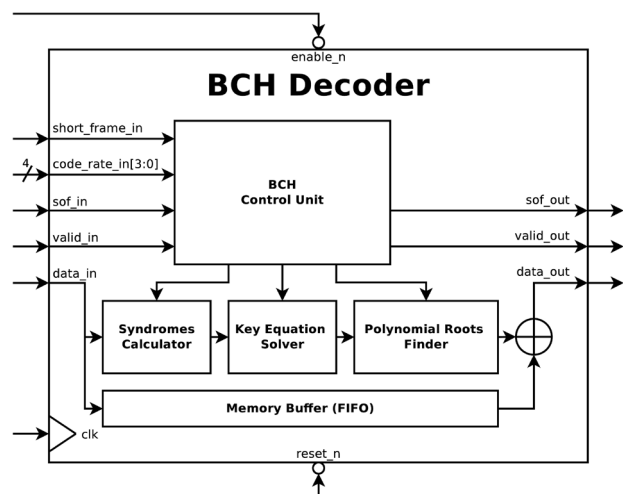 enable_n
BCH Decoder
short_frame_in
4
code_rate_in[3:0]
BCH
Control Unit
sof_in
sof_out
valid_in
valid_out
data_in
data_out
Syndromes
Calculator
Key Equation
Solver
Polynomial Roots
Finder
Memory Buffer (FIFO)
clk
reset_n